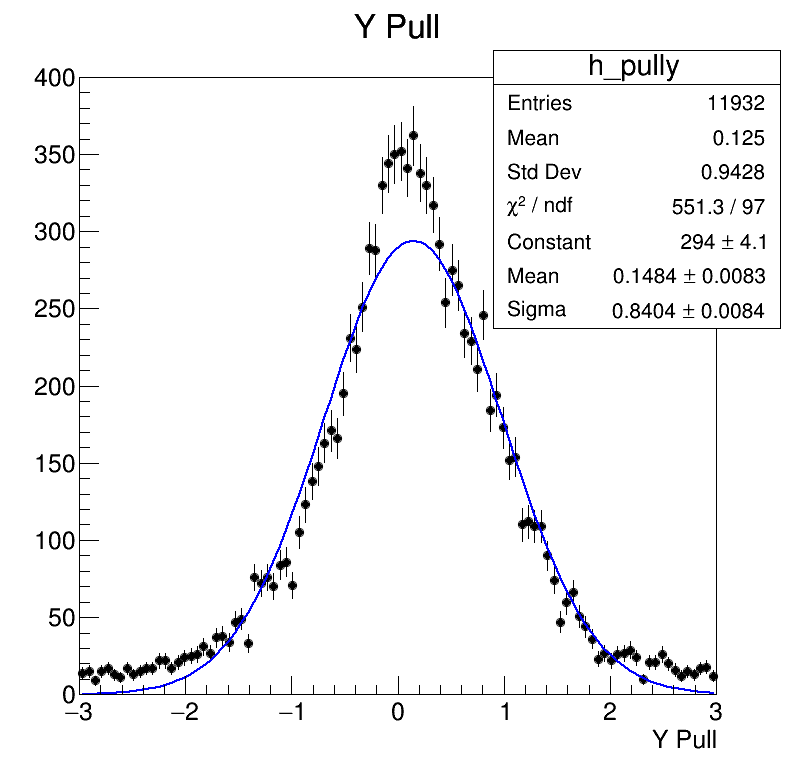 Y Pull
h_pully
Entries 11932
Mean 0.125
Std Dev 0.9428
χ² / ndf 551.3 / 97
Constant 294 ± 4.1
Mean 0.1484 ± 0.0083
Sigma 0.8404 ± 0.0084
400
350
300
250
200
150
100
50
0
−3 −2 −1 0 1 2 3
Y Pull